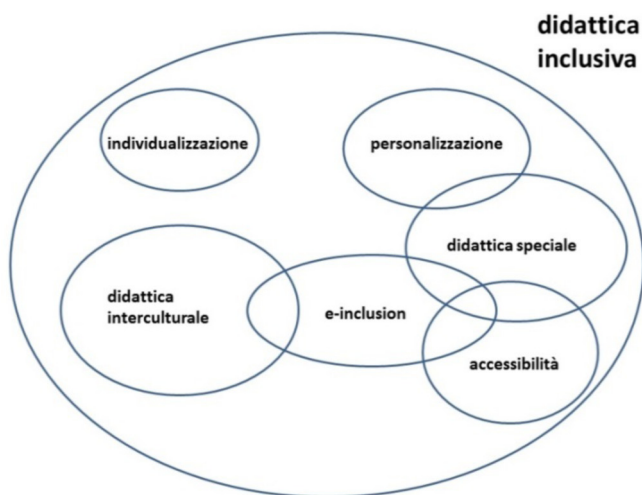 didattica
inclusiva
individualizzazione
personalizzazione
didattica speciale
didattica
interculturale
e-inclusion
accessibilità